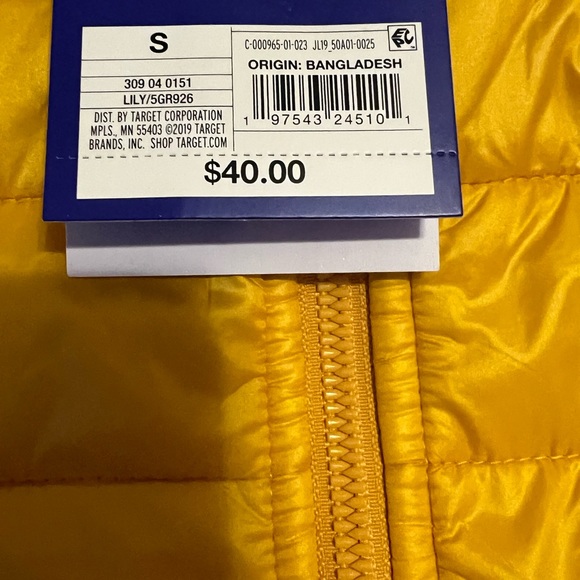 S
309 04 0151
LILY/5GR926
DIST. BY TARGET CORPORATION
MPLS., MN 55403 ©2019 TARGET
BRANDS, INC. SHOP TARGET.COM
C-000965-01-023 JL19_50A01-0025
ORIGIN: BANGLADESH
1 97543 24510 1
$40.00